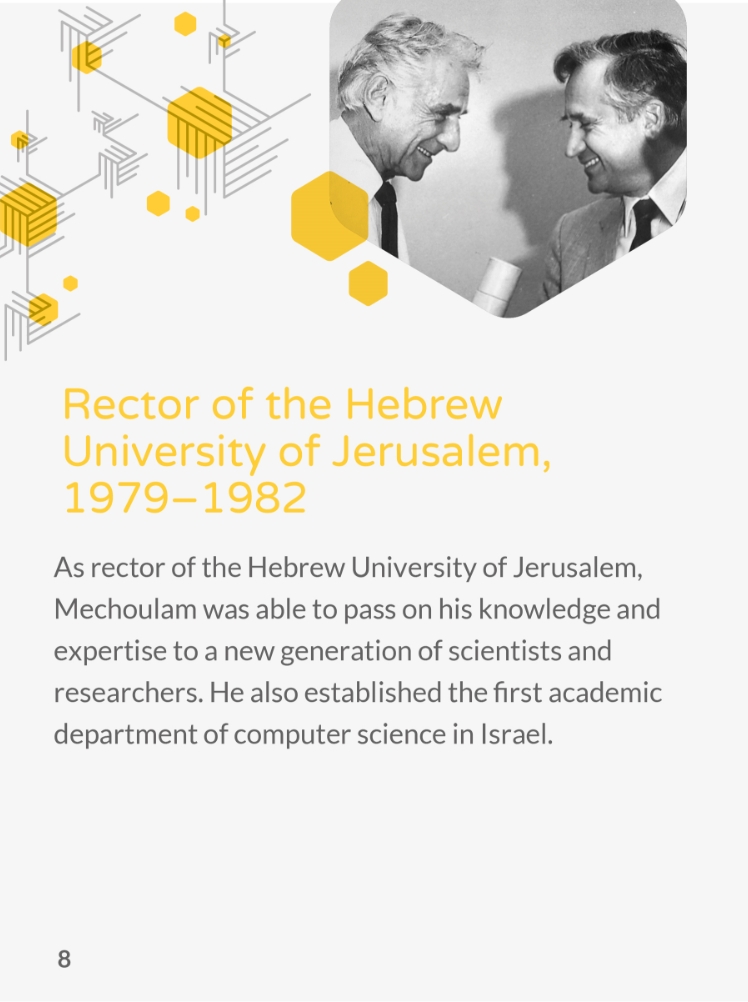 Rector of the Hebrew
University of Jerusalem,
1979–1982
As rector of the Hebrew University of Jerusalem,
Mechoulam was able to pass on his knowledge and
expertise to a new generation of scientists and
researchers. He also established the first academic
department of computer science in Israel.
8